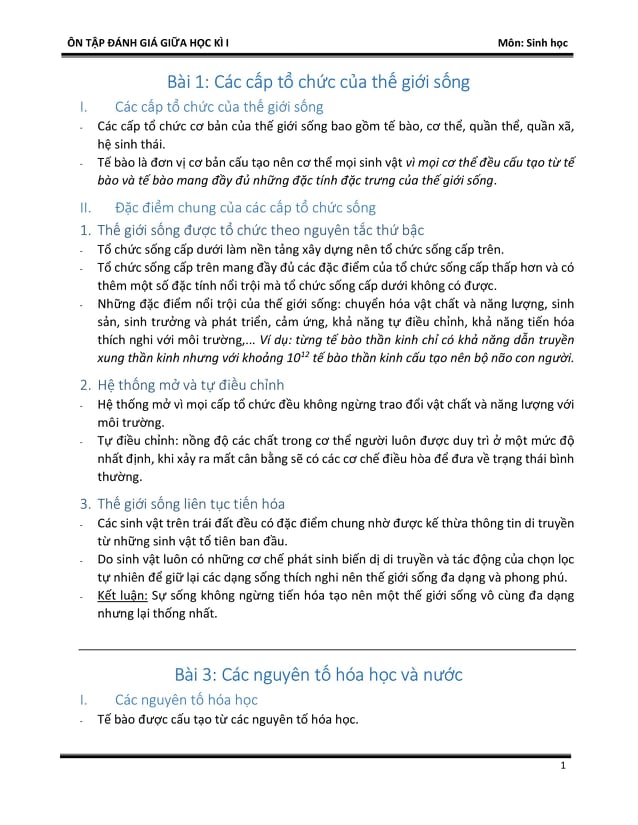 ÔN TẬP ĐÁNH GIÁ GIỮA HỌC KÌ I Môn: Sinh học
Bài 1: Các cấp tổ chức của thế giới sống
I. Các cấp tổ chức của thế giới sống
- Các cấp tổ chức cơ bản của thế giới sống bao gồm tế bào, cơ thể, quần thể, quần xã,
hệ sinh thái.
- Tế bào là đơn vị cơ bản cấu tạo nên cơ thể mọi sinh vật vì mọi cơ thể đều cấu tạo từ tế
bào và tế bào mang đầy đủ những đặc tính đặc trưng của thế giới sống.
II. Đặc điểm chung của các cấp tổ chức sống
1. Thế giới sống được tổ chức theo nguyên tắc thứ bậc
- Tổ chức sống cấp dưới làm nền tảng xây dựng nên tổ chức sống cấp trên.
- Tổ chức sống cấp trên mang đầy đủ các đặc điểm của tổ chức sống cấp thấp hơn và có
thêm một số đặc tính nổi trội mà tổ chức sống cấp dưới không có được.
- Những đặc điểm nổi trội của thế giới sống: chuyển hóa vật chất và năng lượng, sinh
sản, sinh trưởng và phát triển, cảm ứng, khả năng tự điều chỉnh, khả năng tiến hóa
thích nghi với môi trường,... Ví dụ: từng tế bào thần kinh chỉ có khả năng dẫn truyền
xung thần kinh nhưng với khoảng 10¹² tế bào thần kinh cấu tạo nên bộ não con người.
2. Hệ thống mở và tự điều chỉnh
- Hệ thống mở vì mọi cấp tổ chức đều không ngừng trao đổi vật chất và năng lượng với
môi trường.
- Tự điều chỉnh: nồng độ các chất trong cơ thể người luôn được duy trì ở một mức độ
nhất định, khi xảy ra mất cân bằng sẽ có các cơ chế điều hòa để đưa về trạng thái bình
thường.
3. Thế giới sống liên tục tiến hóa
- Các sinh vật trên trái đất đều có đặc điểm chung nhờ được kế thừa thông tin di truyền
từ những sinh vật tổ tiên ban đầu.
- Do sinh vật luôn có những cơ chế phát sinh biến dị di truyền và tác động của chọn lọc
tự nhiên để giữ lại các dạng sống thích nghi nên thế giới sống đa dạng và phong phú.
- Kết luận: Sự sống không ngừng tiến hóa tạo nên một thế giới sống vô cùng đa dạng
nhưng lại thống nhất.
Bài 3: Các nguyên tố hóa học và nước
I. Các nguyên tố hóa học
- Tế bào được cấu tạo từ các nguyên tố hóa học.
1